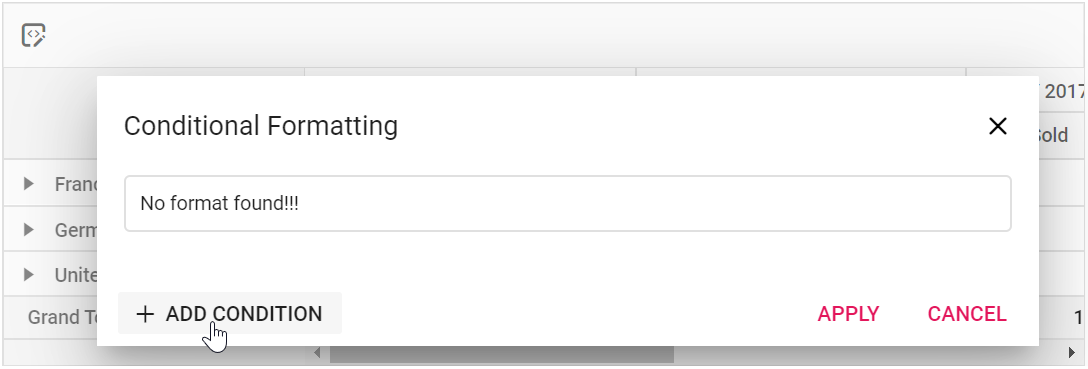 2017
Conditional Formatting
Sold
Franc
No format found!!!
Germ
Unite
Grand To
ADD CONDITION
APPLY
CANCEL
1